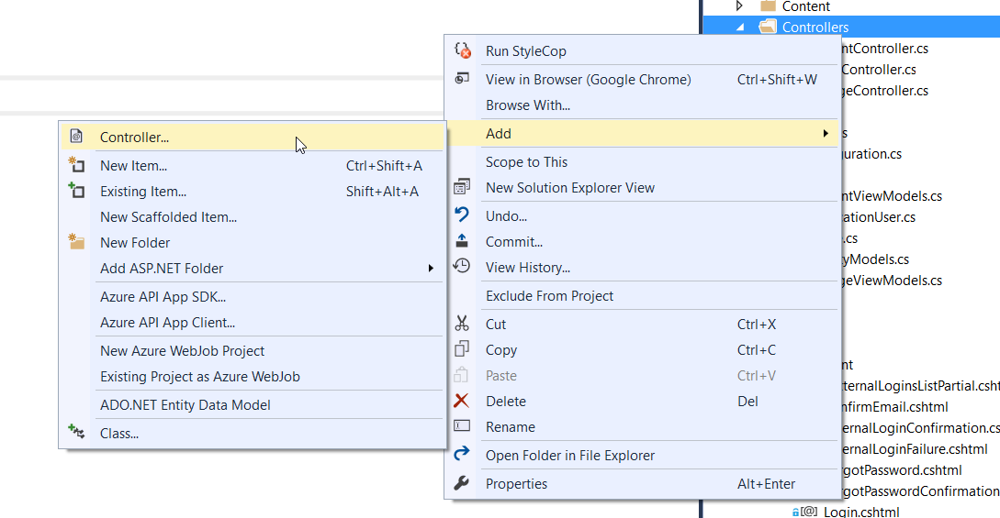 Content
Controllers
ntController.cs
Controller.cs
geController.cs
s
uration.cs
ntViewModels.cs
ationUser.cs
e.cs
yModels.cs
geViewModels.cs
nt
ternalLoginsListPartial.csht
nfirmEmail.cshtml
ernalLoginConfirmation.cs
ernalLoginFailure.cshtml
rgotPassword.cshtml
rgotPasswordConfirmation
[@] Login.cshtml
Run StyleCop
View in Browser (Google Chrome) Ctrl+Shift+W
Browse With...
Add
Scope to This
New Solution Explorer View
Undo...
Commit...
View History...
Exclude From Project
Cut Ctrl+X
Copy Ctrl+C
Paste Ctrl+V
Delete Del
Rename
Open Folder in File Explorer
Properties Alt+Enter
Controller...
New Item... Ctrl+Shift+A
Existing Item... Shift+Alt+A
New Scaffolded Item...
New Folder
Add ASP.NET Folder
Azure API App SDK...
Azure API App Client...
New Azure WebJob Project
Existing Project as Azure WebJob
ADO.NET Entity Data Model
Class...